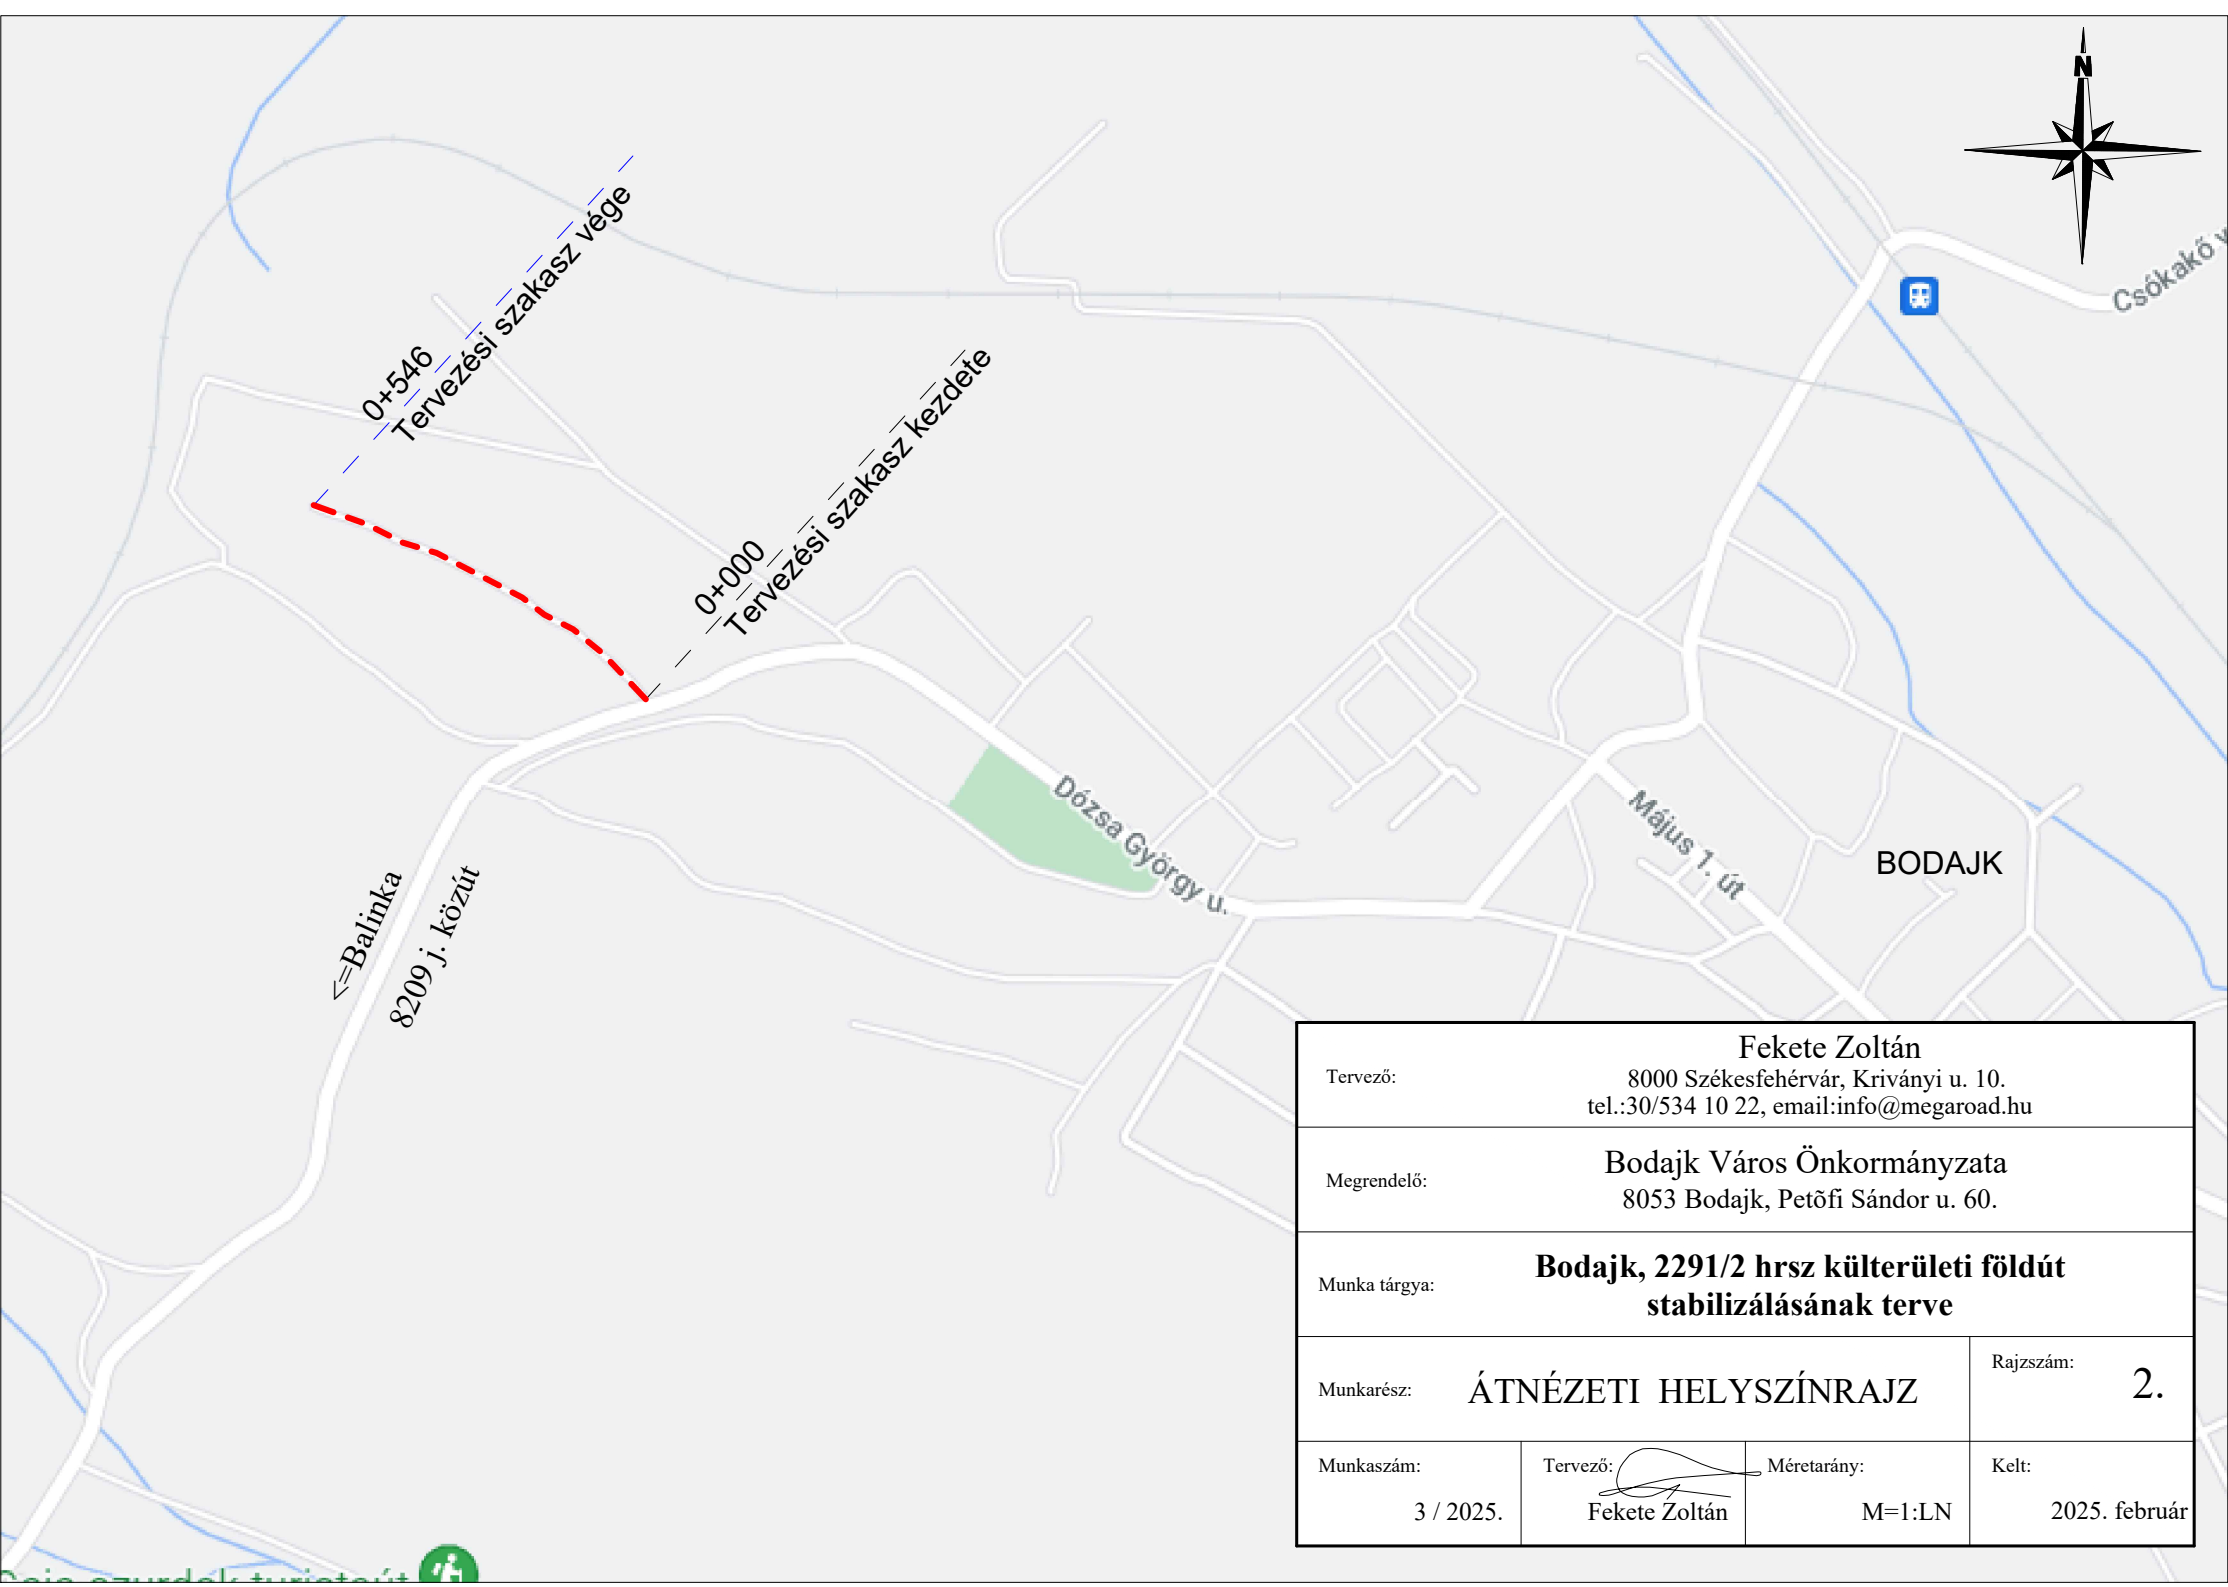 N
Csókakő
0+546
Tervezési szakasz vége
0+000
Tervezési szakasz kezdete
Dózsa György u.
Május 1. út
BODAJK
<=Balinka
8209 j. közút
Tervező:
Fekete Zoltán
8000 Székesfehérvár, Kriványi u. 10.
tel.:30/534 10 22, email:info@megaroad.hu
Megrendelő:
Bodajk Város Önkormányzata
8053 Bodajk, Petõfi Sándor u. 60.
Munka tárgya:
Bodajk, 2291/2 hrsz külterületi földút
stabilizálásának terve
Munkarész:
ÁTNÉZETI HELYSZÍNRAJZ
Rajzszám:
2.
Munkaszám:
3 / 2025.
Tervező:
Fekete Zoltán
Méretarány:
M=1:LN
Kelt:
2025. február